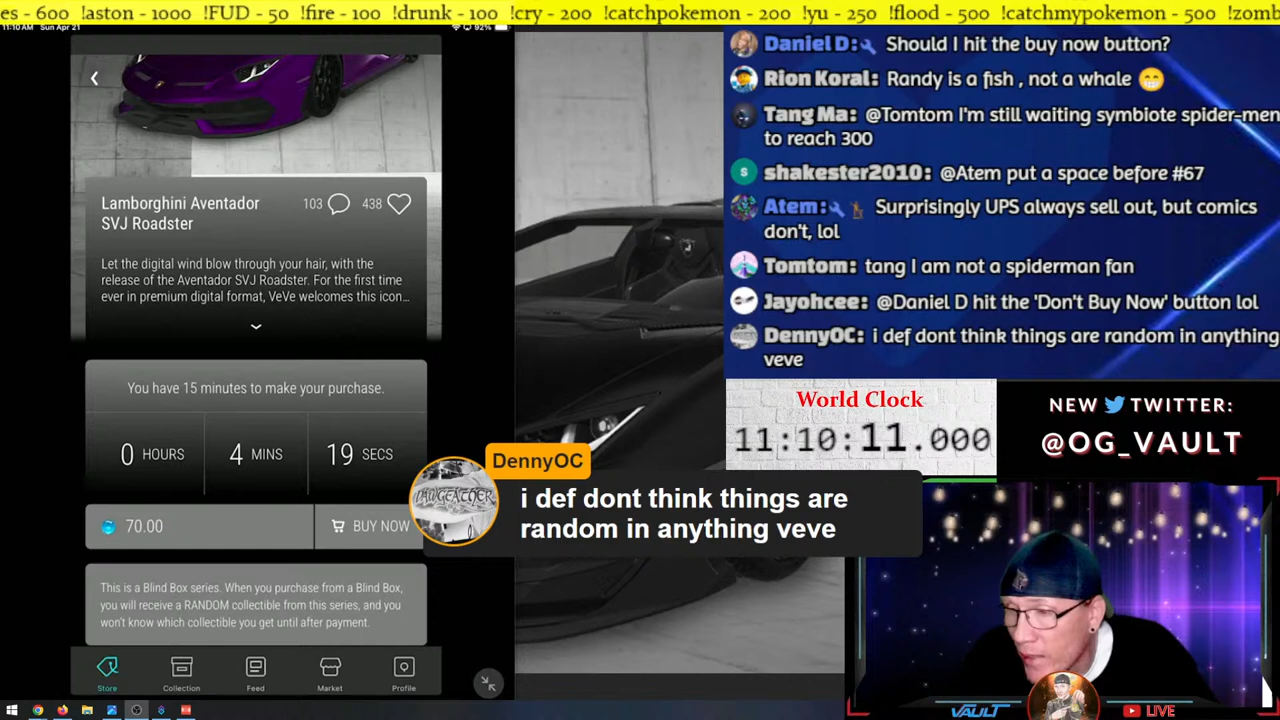 es - 600 !aston - 1000 !FUD - 50 !fire - 100 !drunk - 100 !cry - 200 !catchpokemon - 200 !yu - 250 !flood - 500 !catchmypokemon - 500 !zomb
11:10 AM Sun Apr 21
92%
Lamborghini Aventador
SVJ Roadster
103
438
Let the digital wind blow through your hair, with the
release of the Aventador SVJ Roadster. For the first time
ever in premium digital format, VeVe welcomes this icon...
You have 15 minutes to make your purchase.
0 HOURS 4 MINS 19 SECS
70.00
BUY NOW
This is a Blind Box series. When you purchase from a Blind Box,
you will receive a RANDOM collectible from this series, and you
won't know which collectible you get until after payment.
Store Collection Feed Market Profile
DennyOC
i def dont think things are
random in anything veve
Daniel D: Should I hit the buy now button?
Rion Koral: Randy is a fish , not a whale
Tang Ma: @Tomtom I'm still waiting symbiote spider-men
to reach 300
S shakester2010: @Atem put a space before #67
Atem: Surprisingly UPS always sell out, but comics
don't, lol
Tomtom: tang I am not a spiderman fan
Jayohcee: @Daniel D hit the 'Don't Buy Now' button lol
DennyOC: i def dont think things are random in anything
veve
World Clock
11:10:11.000
NEW TWITTER:
@OG_VAULT
VAULT
LIVE